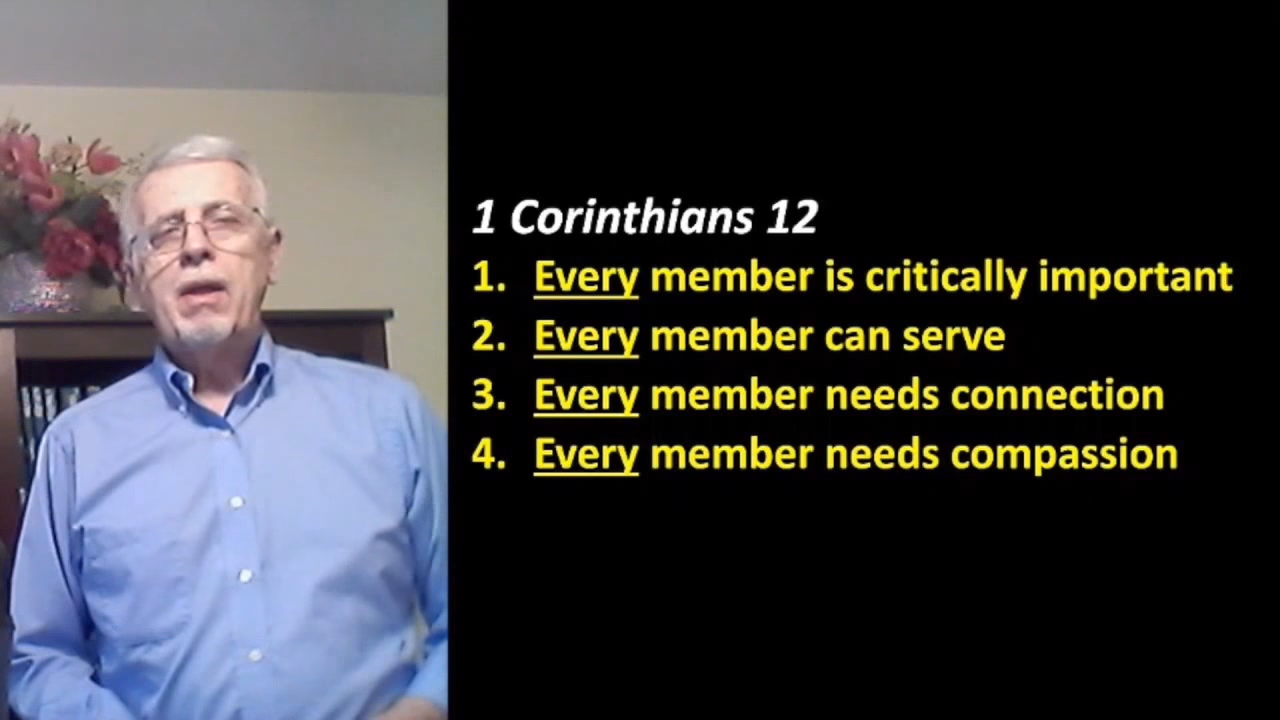 1 Corinthians 12
1. Every member is critically important
2. Every member can serve
3. Every member needs connection
4. Every member needs compassion